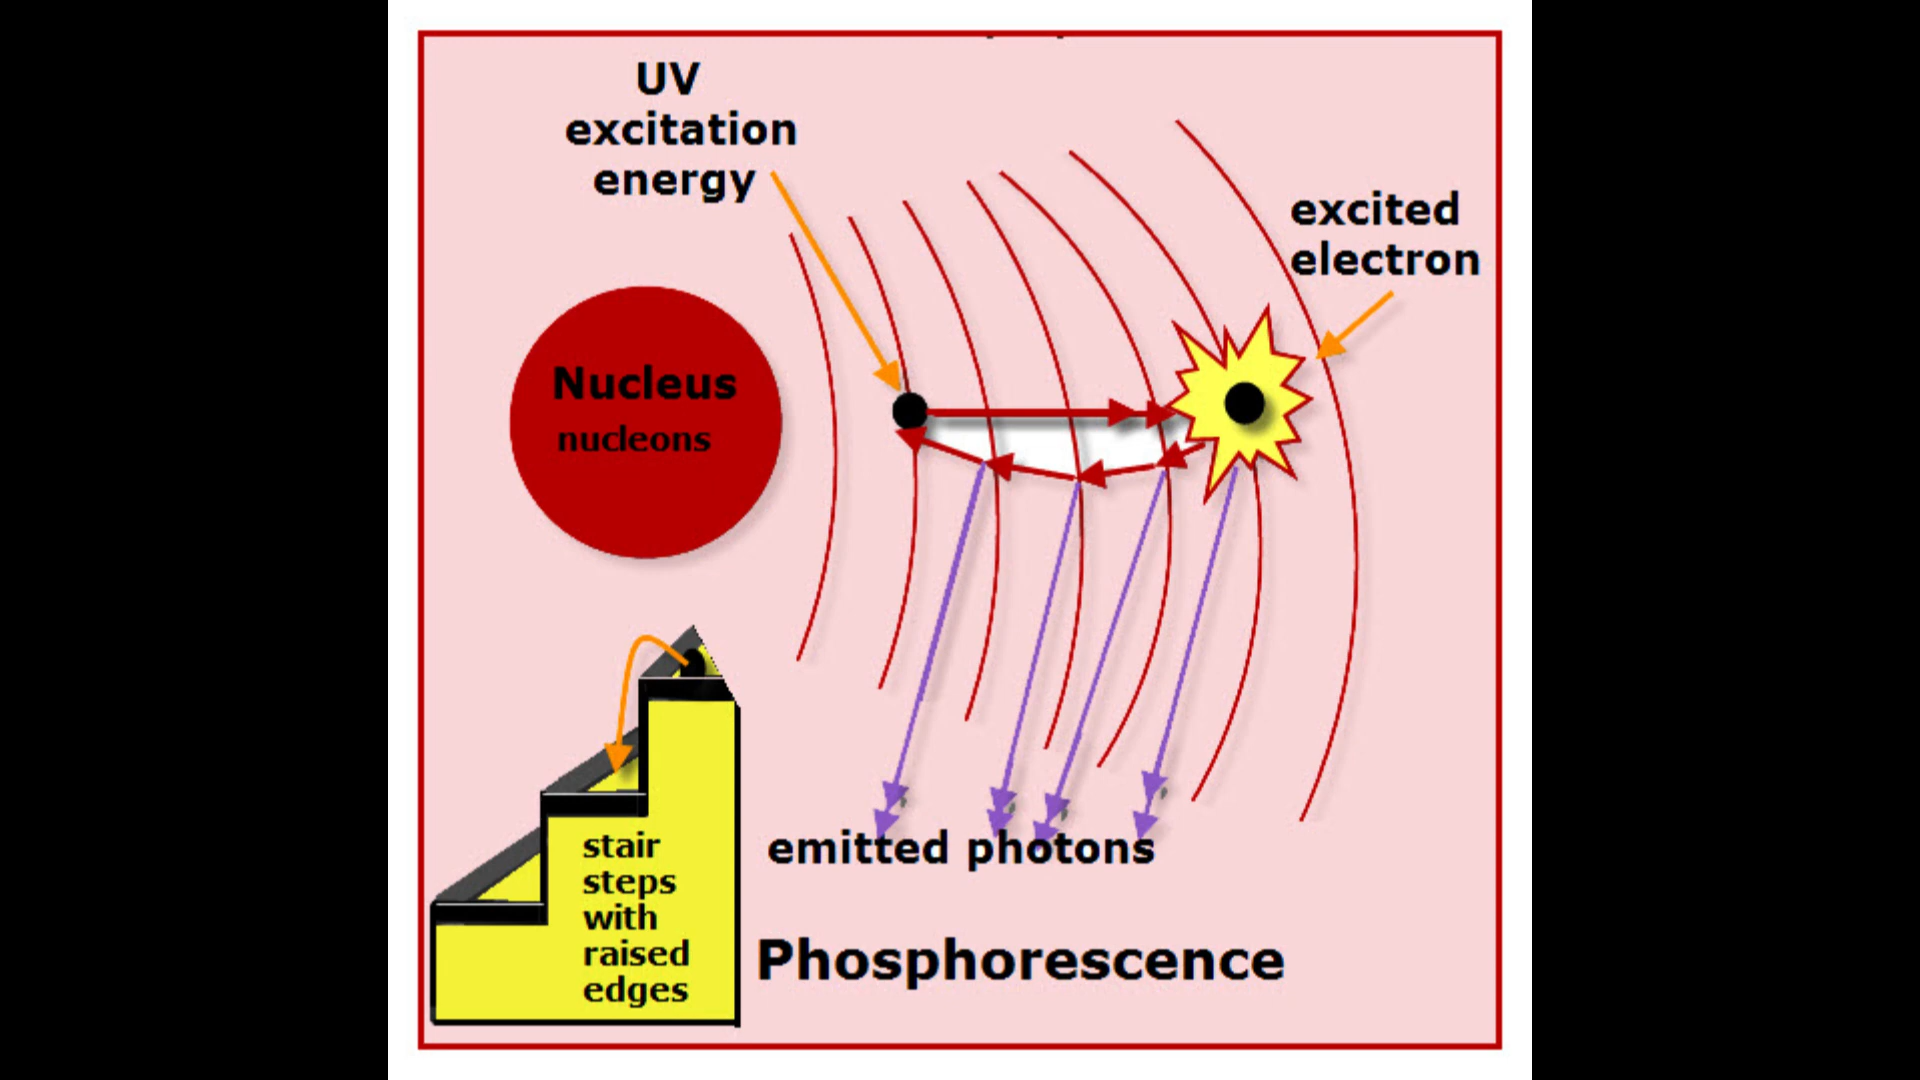 UV
excitation
energy
excited
electron
Nucleus
nucleons
stair
steps
with
raised
edges
emitted photons
Phosphorescence